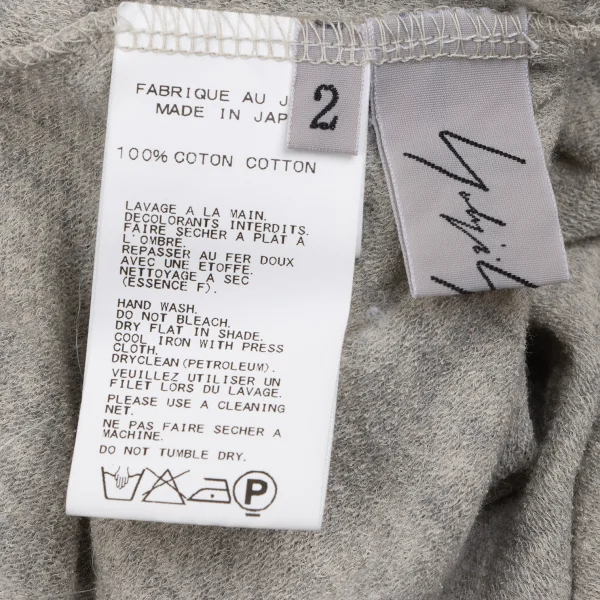 FABRIQUE AU J
MADE IN JAP
2
100% COTON COTTON
LAVAGE A LA MAIN.
DECOLORANTS INTERDITS.
FAIRE SECHER A PLAT A
L'OMBRE.
REPASSER AU FER DOUX
AVEC UNE ETOFFE.
NETTOYAGE A SEC
(ESSENCE F).
HAND WASH.
DO NOT BLEACH.
DRY FLAT IN SHADE.
COOL IRON WITH PRESS
CLOTH.
DRYCLEAN(PETROLEUM).
VEUILLEZ UTILISER UN
FILET LORS DU LAVAGE.
PLEASE USE A CLEANING
NET.
NE PAS FAIRE SECHER A
MACHINE.
DO NOT TUMBLE DRY.
P